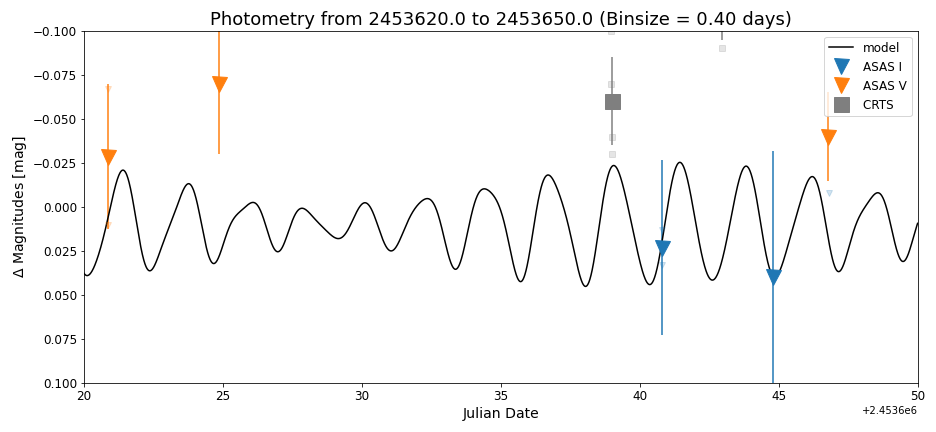 Photometry from 2453620.0 to 2453650.0 (Binsize = 0.40 days)
Δ Magnitudes [mag]
−0.100
−0.075
−0.050
−0.025
0.000
0.025
0.050
0.075
0.100
model
ASAS I
ASAS V
CRTS
20
25
30
35
40
45
50
Julian Date
+2.4536e6